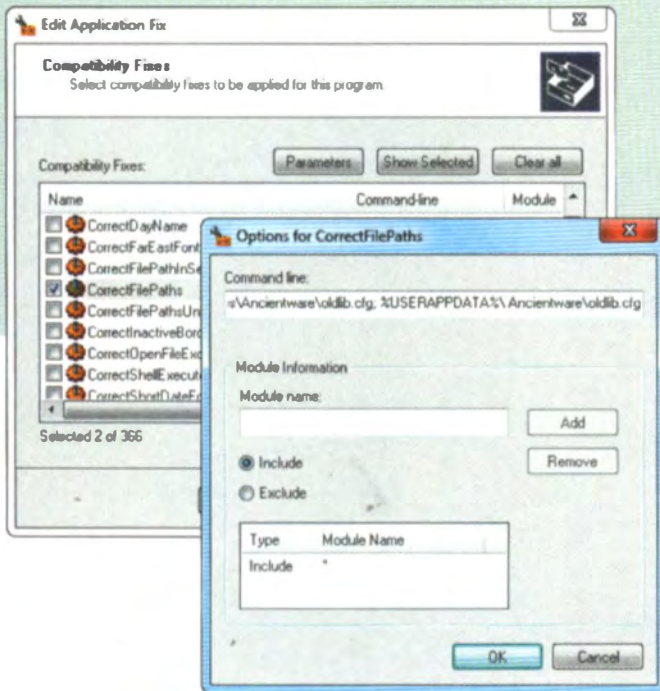 Edit Application Fix
Compatibility Fixes
Select compatibility fixes to be applied for this program.
Compatibility Fixes:
Parameters
Show Selected
Clear all
Name
Command-line
Module
CorrectDayName
CorrectFarEastFont
CorrectFilePathInSe
CorrectFilePaths
CorrectFilePathsUn
CorrectInactiveBord
CorrectOpenFileExc
CorrectShellExecut
CorrectShortDateFo
Selected 2 of 366
Options for CorrectFilePaths
Command line:
s\Ancientware\oldlib.cfg; %USERAPPDATA%\Ancientware\oldlib.cfg
Module Information
Module name:
Add
Include
Remove
Exclude
Type
Module Name
Include
*
OK
Cancel